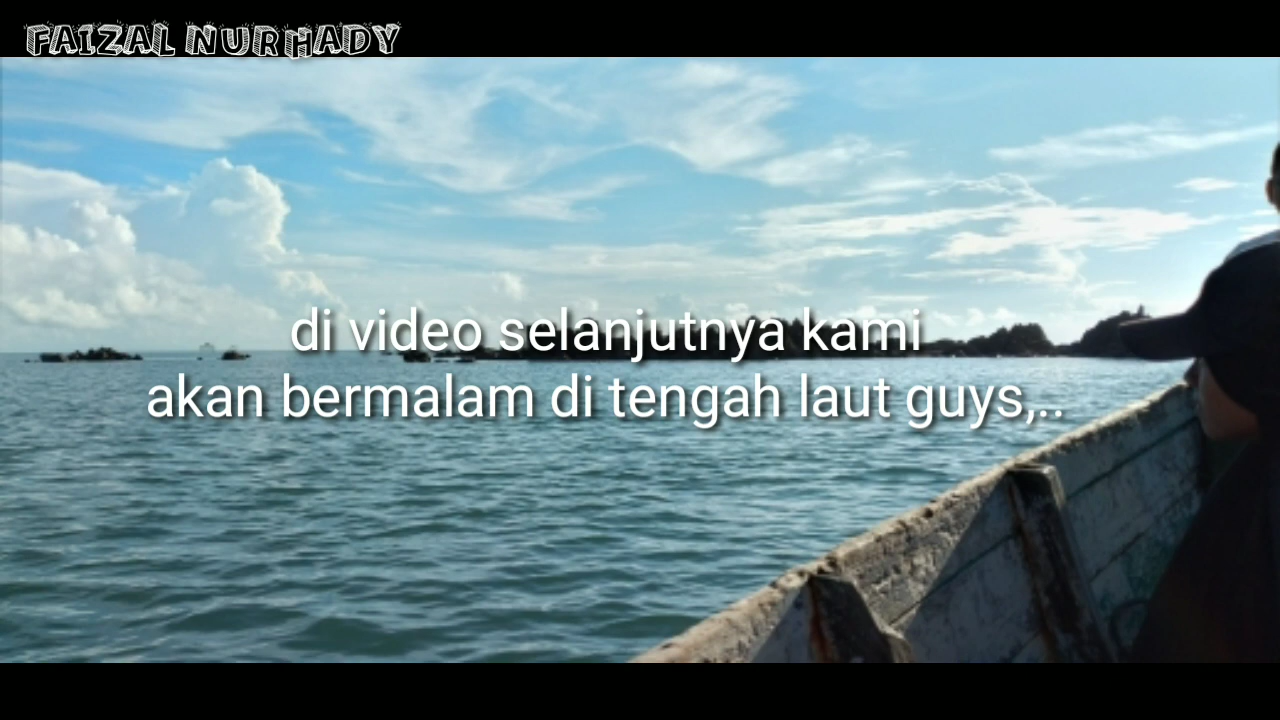 FAIZAL NURHADY
di video selanjutnya kami
akan bermalam di tengah laut guys,..